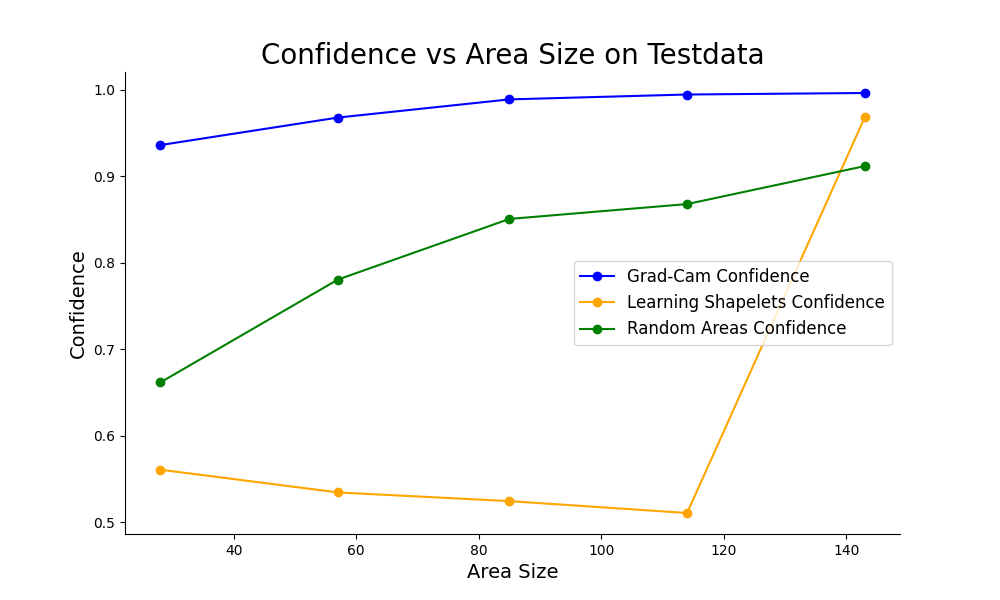 Confidence vs Area Size on Testdata
1.0
0.9
0.8
0.7
0.6
0.5
Confidence
Grad-Cam Confidence
Learning Shapelets Confidence
Random Areas Confidence
40 60 80 100 120 140
Area Size